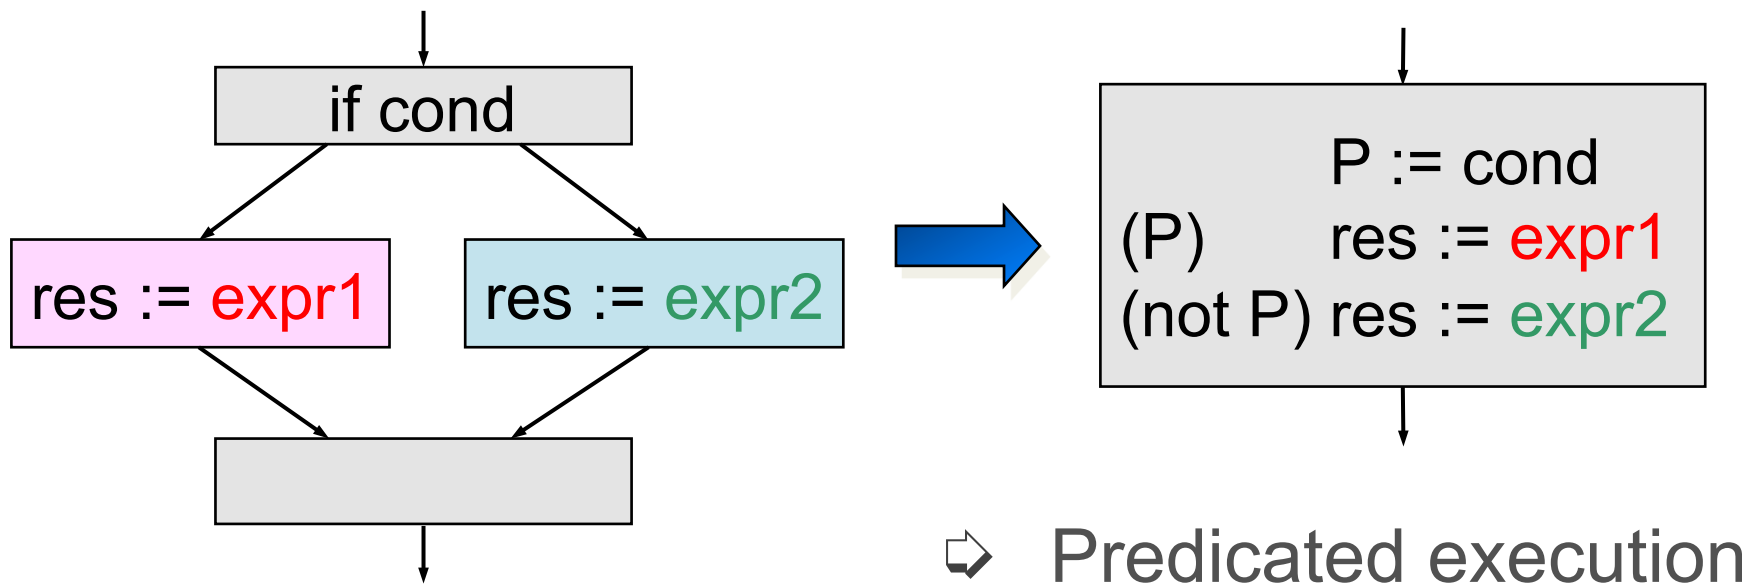 if cond
res := expr1
res := expr2
P := cond
(P) res := expr1
(not P) res := expr2
Predicated execution